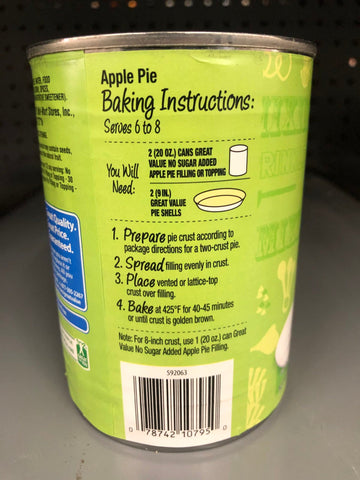 Apple Pie
Baking Instructions:
Serves 6 to 8
You Will
Need:
2 (20 OZ.) CANS GREAT
VALUE NO SUGAR ADDED
APPLE PIE FILLING OR TOPPING
2 (9 IN.)
GREAT VALUE
PIE SHELLS
1. Prepare pie crust according to
package directions for a two-crust pie.
2. Spread filling evenly in crust.
3. Place vented or lattice-top
crust over filling.
4. Bake at 425°F for 40-45 minutes
or until crust is golden brown.
Note: For 8-inch crust, use 1 (20 oz.) can Great
Value No Sugar Added Apple Pie Filling.
592063
0 78742 10795 0